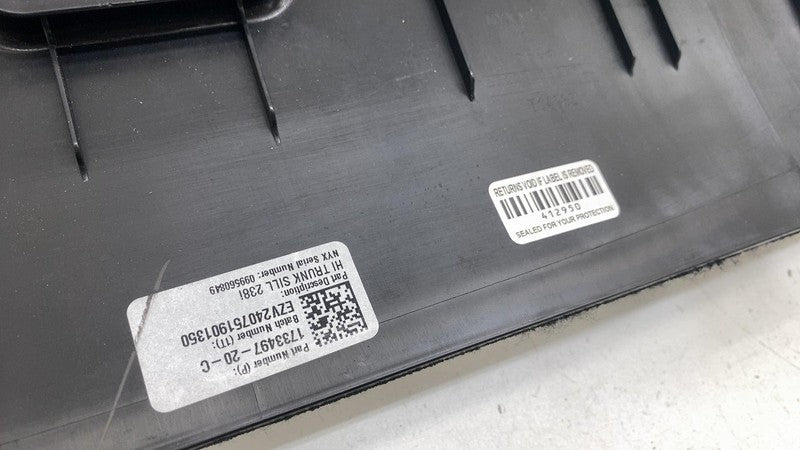 RETURNS VOID IF LABEL IS REMOVED
412950
SEALED FOR YOUR PROTECTION
Part Number (P):
1733497-20-C
Batch Number (1T):
EZV240751901350
Part Description:
HI TRUNK SILL 238i
NYX Serial Number: 099560849